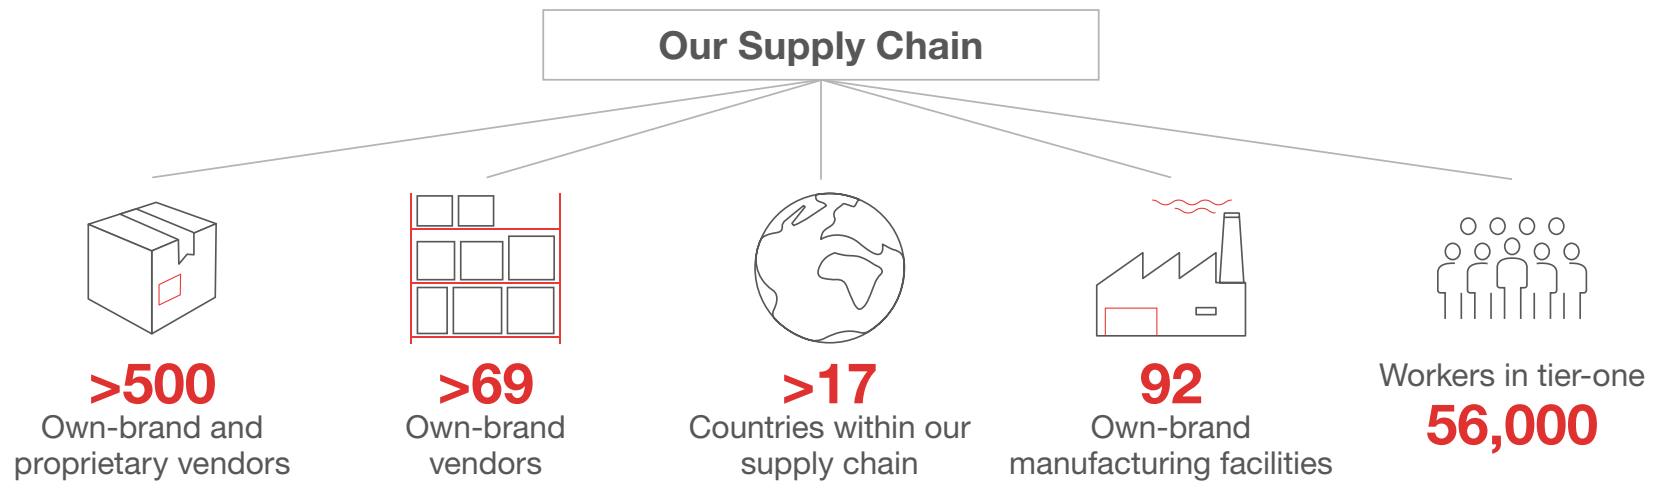 Our Supply Chain
>500
Own-brand and
proprietary vendors
>69
Own-brand
vendors
>17
Countries within our
supply chain
92
Own-brand
manufacturing facilities
Workers in tier-one
56,000